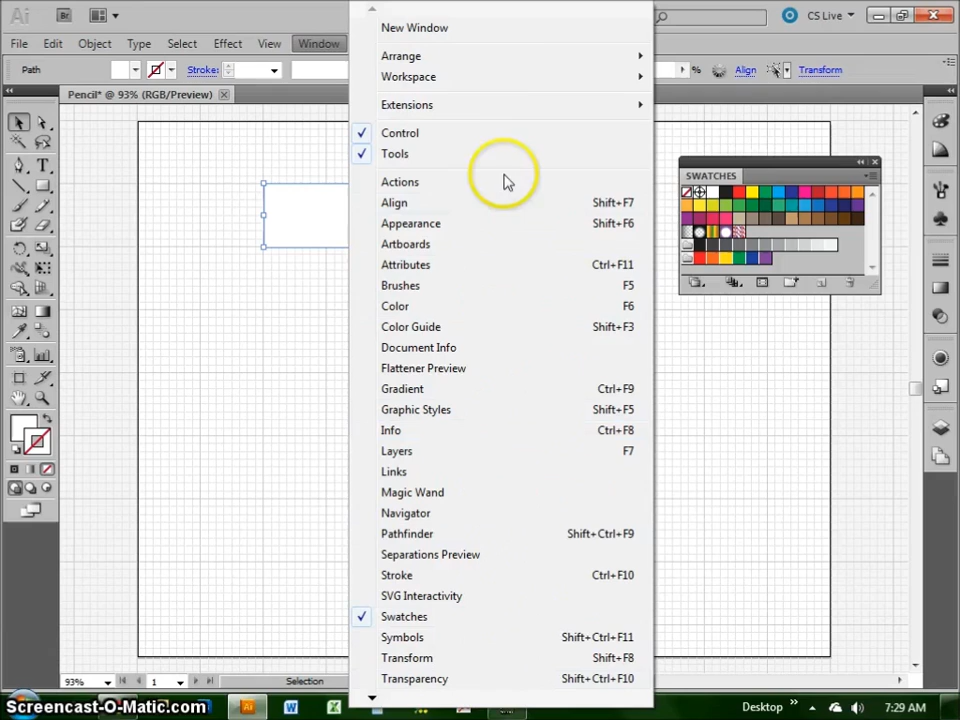 Ai Br CS Live
File Edit Object Type Select Effect View Window
Path Stroke: % Align Transform
Pencil* @ 93% (RGB/Preview)
New Window
Arrange
Workspace
Extensions
Control
Tools
Actions
Align Shift+F7
Appearance Shift+F6
Artboards
Attributes Ctrl+F11
Brushes F5
Color F6
Color Guide Shift+F3
Document Info
Flattener Preview
Gradient Ctrl+F9
Graphic Styles Shift+F5
Info Ctrl+F8
Layers F7
Links
Magic Wand
Navigator
Pathfinder Shift+Ctrl+F9
Separations Preview
Stroke Ctrl+F10
SVG Interactivity
Swatches
Symbols Shift+Ctrl+F11
Transform Shift+F8
Transparency Shift+Ctrl+F10
SWATCHES
93% 1 Selection
Screencast-O-Matic.com Desktop 7:29 AM